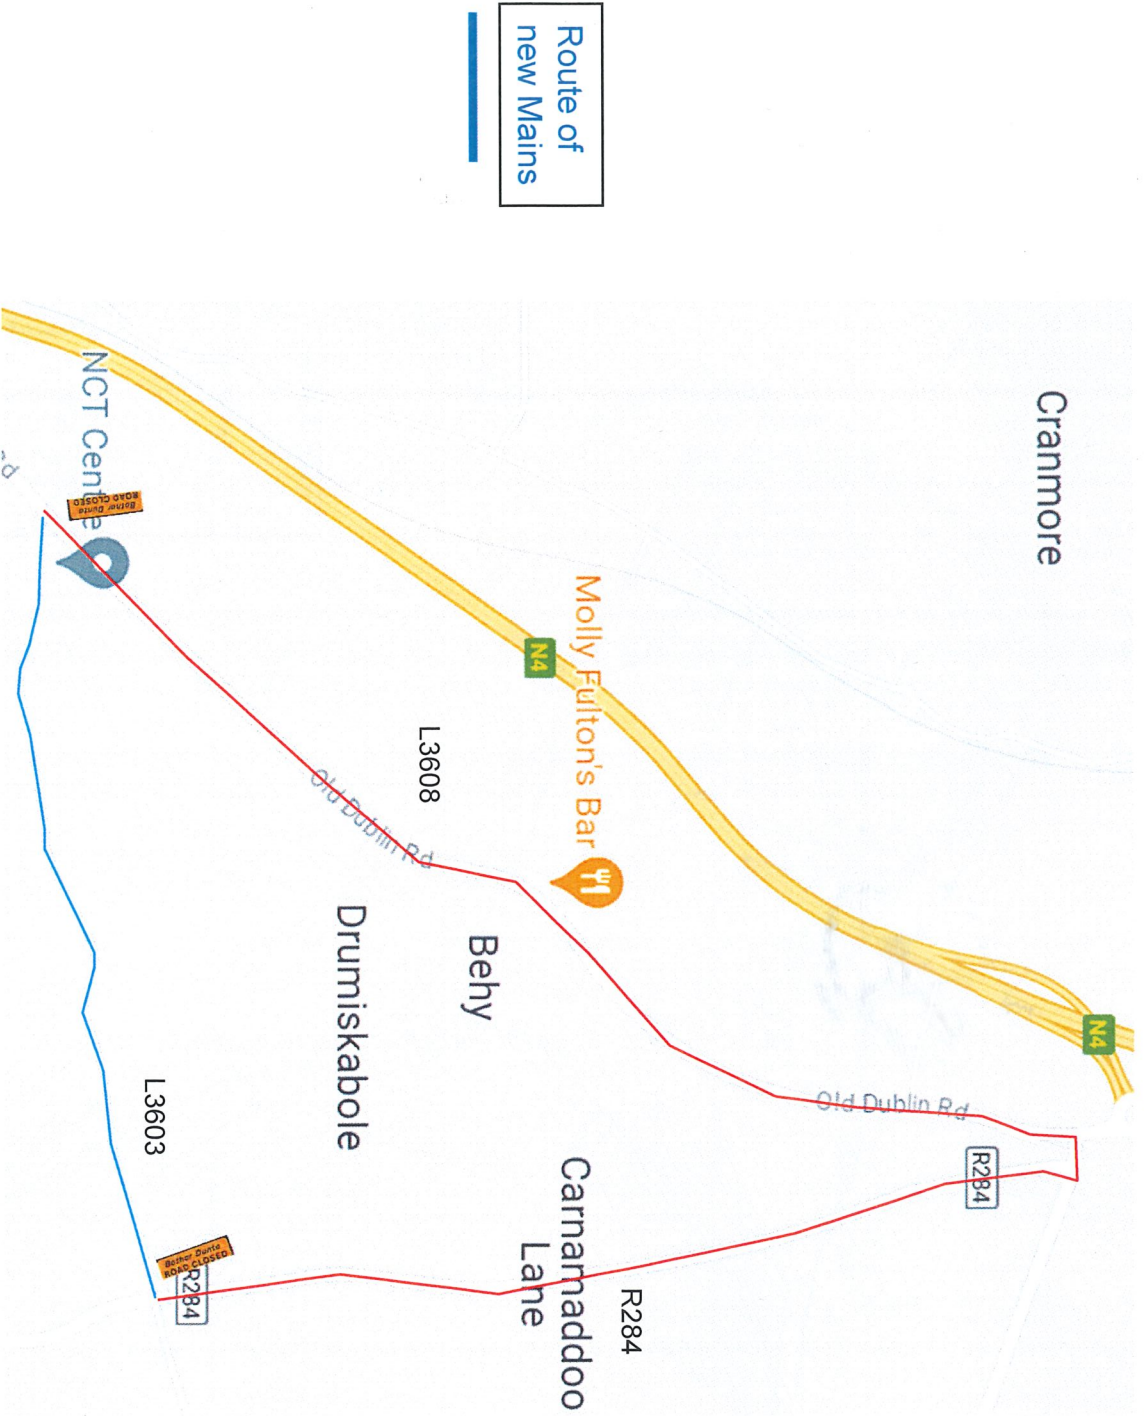 Route of
new Mains
Cranmore
NCT Centre
Bothar Dunta
ROAD CLOSED
N4
Molly Fulton's Bar
L3608
Old Dublin Rd
Behy
Drumiskabole
N4
Old Dublin Rd
R284
L3603
Carnamaddoo
Lane
R284
Bothar Dunta
ROAD CLOSED
R284